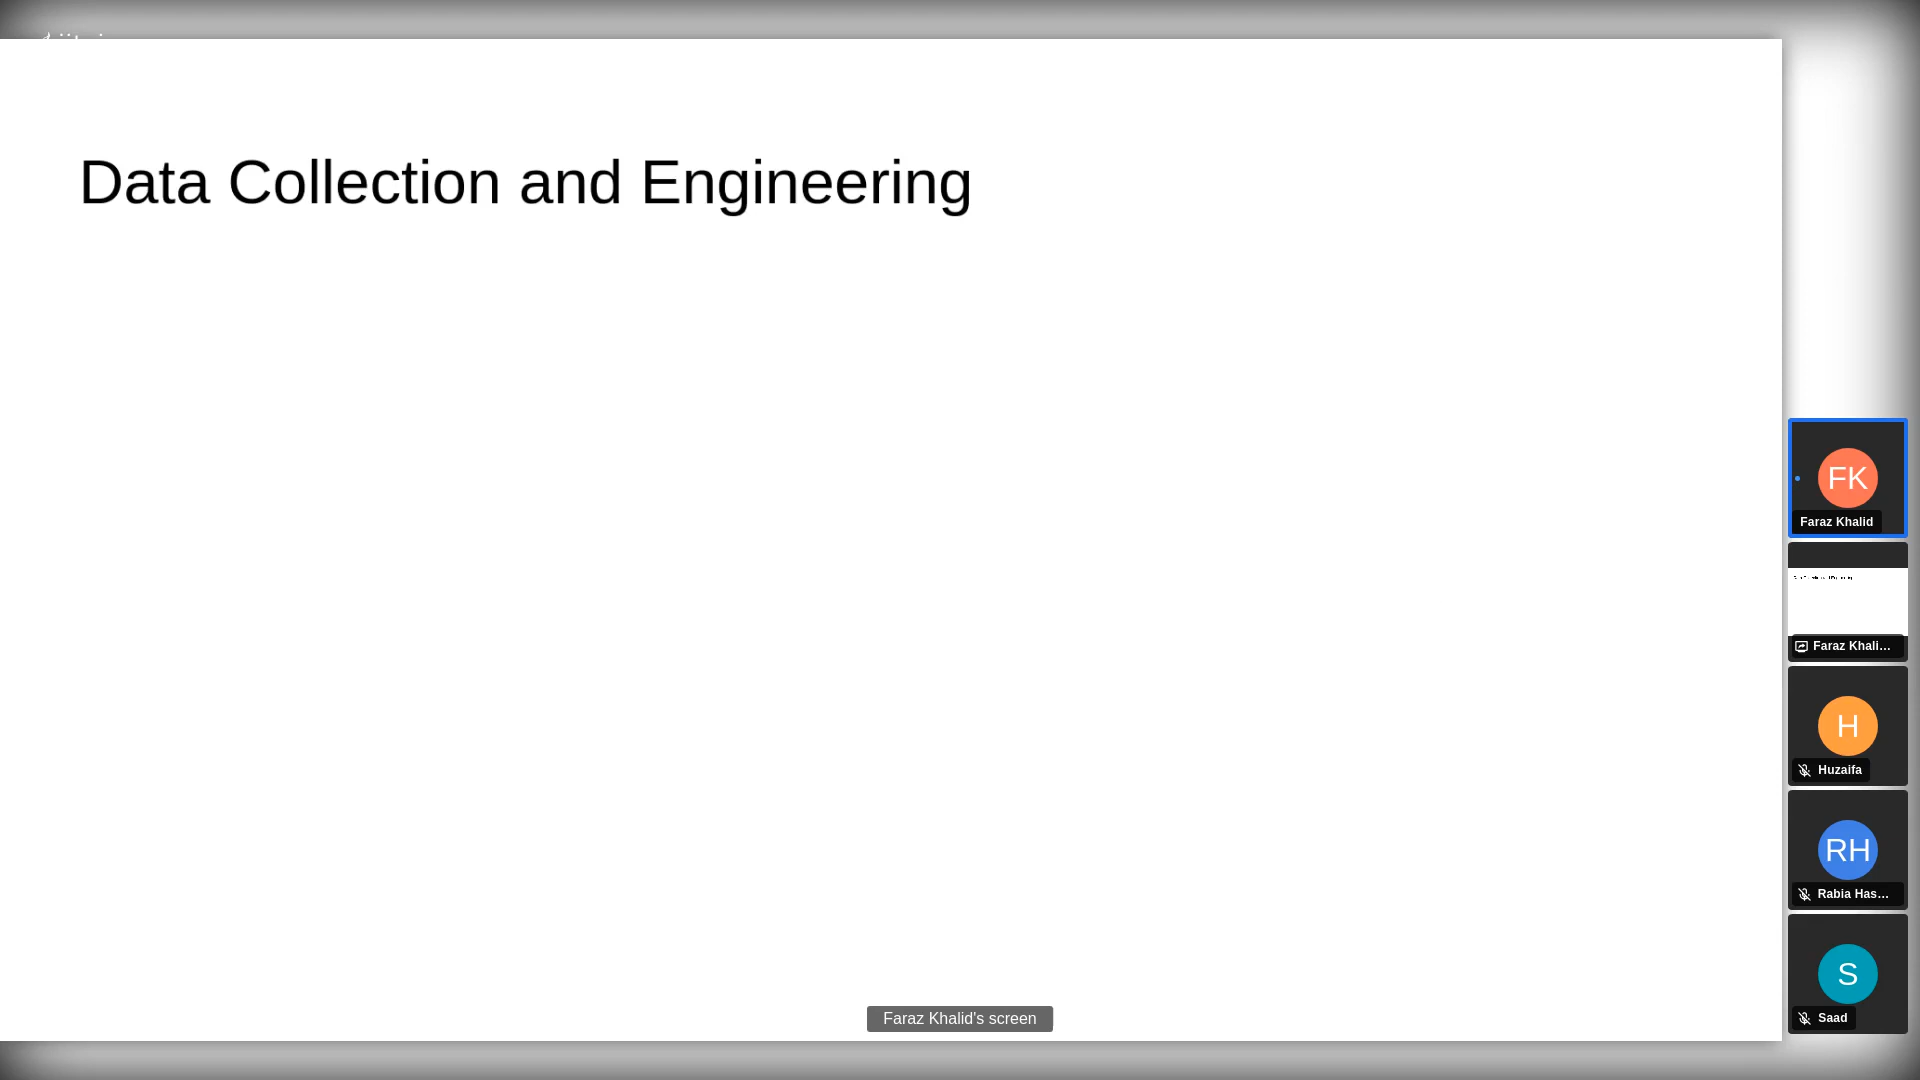 Data Collection and Engineering
FK
Faraz Khalid
Faraz Khali...
H
Huzaifa
RH
Rabia Has...
S
Saad
Faraz Khalid's screen